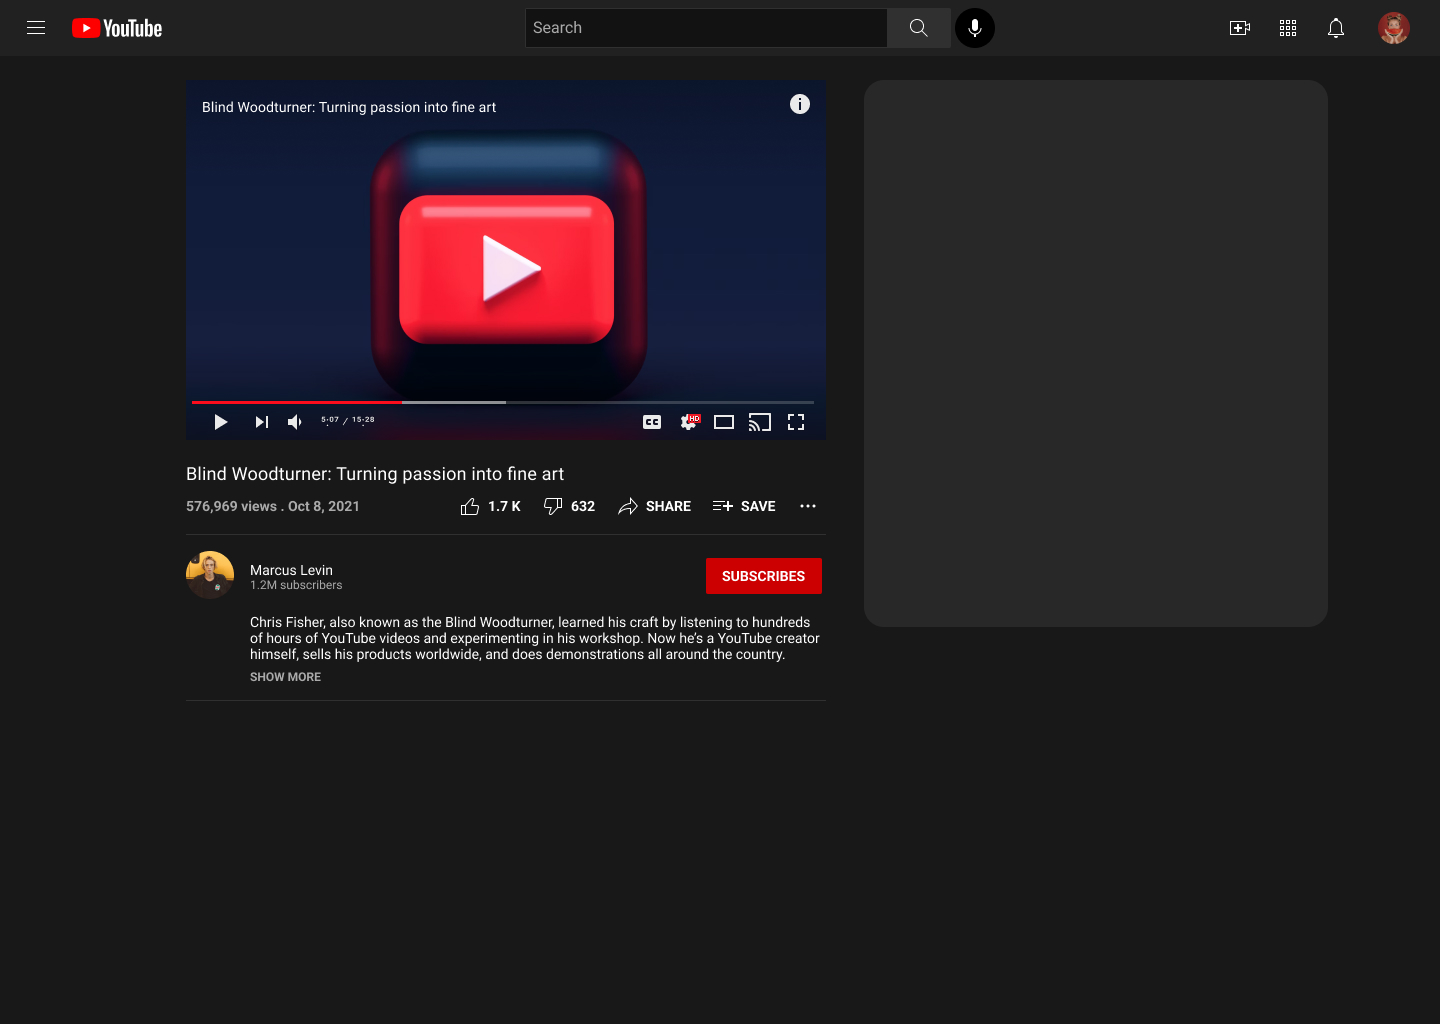 YouTube
Search
Blind Woodturner: Turning passion into fine art
i
5:07 / 15:28
CC
HD
Blind Woodturner: Turning passion into fine art
576,969 views . Oct 8, 2021
1.7 K
632
SHARE
SAVE
Marcus Levin
1.2M subscribers
SUBSCRIBES
Chris Fisher, also known as the Blind Woodturner, learned his craft by listening to hundreds
of hours of YouTube videos and experimenting in his workshop. Now he’s a YouTube creator
himself, sells his products worldwide, and does demonstrations all around the country.
SHOW MORE